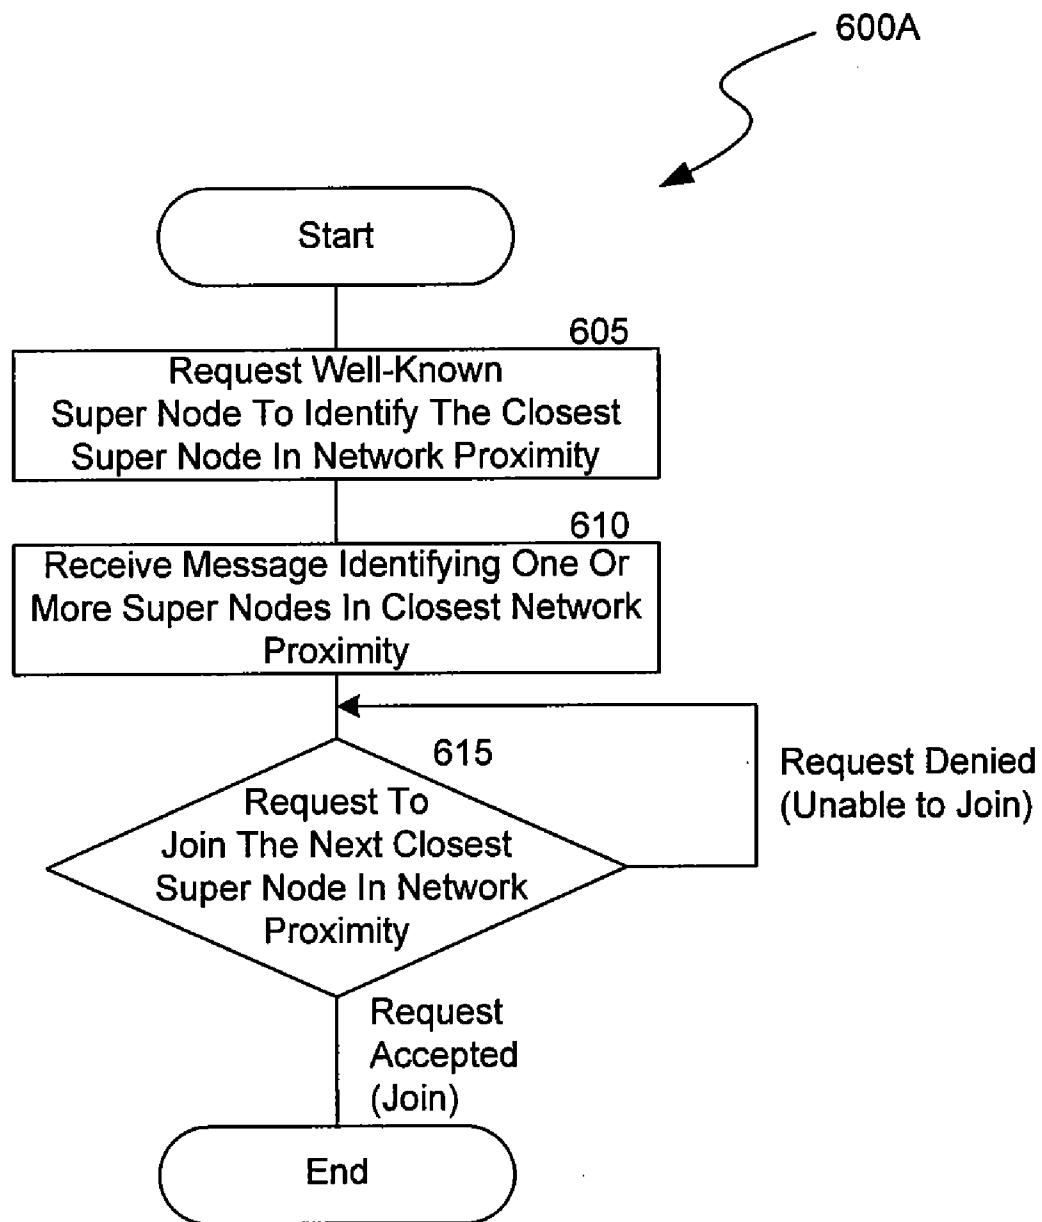 600A
Start
605
Request Well-Known
Super Node To Identify The Closest
Super Node In Network Proximity
610
Receive Message Identifying One Or
More Super Nodes In Closest Network
Proximity
615
Request To
Join The Next Closest
Super Node In Network
Proximity
Request Denied
(Unable to Join)
Request
Accepted
(Join)
End